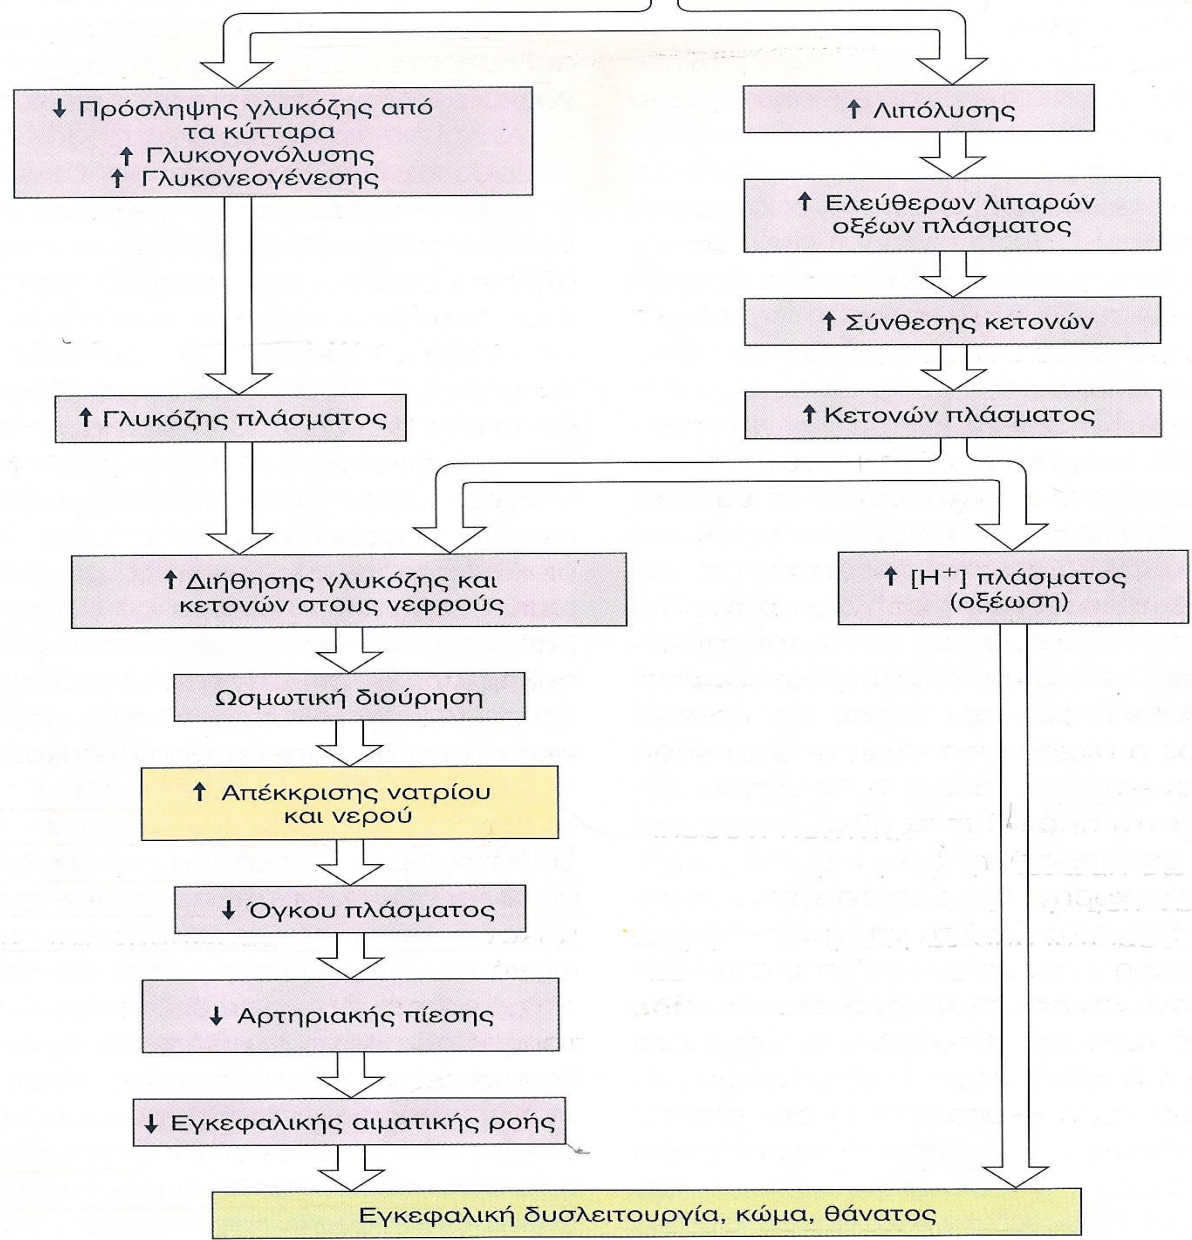 ↓ Πρόσληψης γλυκόζης από
τα κύτταρα
↑ Γλυκογονόλυσης
↑ Γλυκονεογένεσης
↑ Γλυκόζης πλάσματος
↑ Λιπόλυσης
↑ Ελεύθερων λιπαρών
οξέων πλάσματος
↑ Σύνθεσης κετονών
↑ Κετονών πλάσματος
↑ Διήθησης γλυκόζης και
κετονών στους νεφρούς
↑ [H⁺] πλάσματος
(οξέωση)
Ωσμωτική διούρηση
↑ Απέκκρισης νατρίου
και νερού
↓ Όγκου πλάσματος
↓ Αρτηριακής πίεσης
↓ Εγκεφαλικής αιματικής ροής
Εγκεφαλική δυσλειτουργία, κώμα, θάνατος